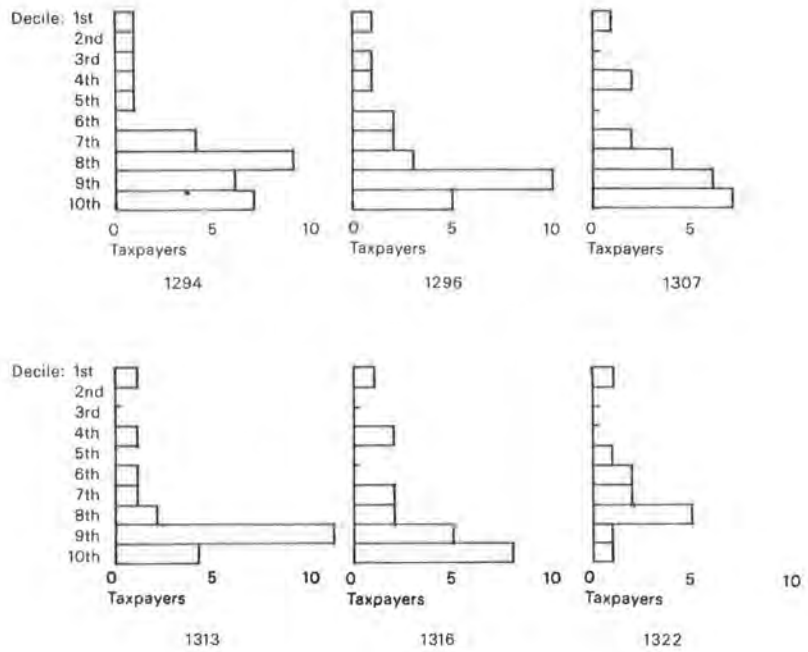 Decile: 1st
2nd
3rd
4th
5th
6th
7th
8th
9th
10th
0 5 10
Taxpayers
1294
0 5 10
Taxpayers
1296
0 5
Taxpayers
1307
Decile: 1st
2nd
3rd
4th
5th
6th
7th
8th
9th
10th
0 5 10
Taxpayers
1313
0 5 10
Taxpayers
1316
0 5 10
Taxpayers
1322